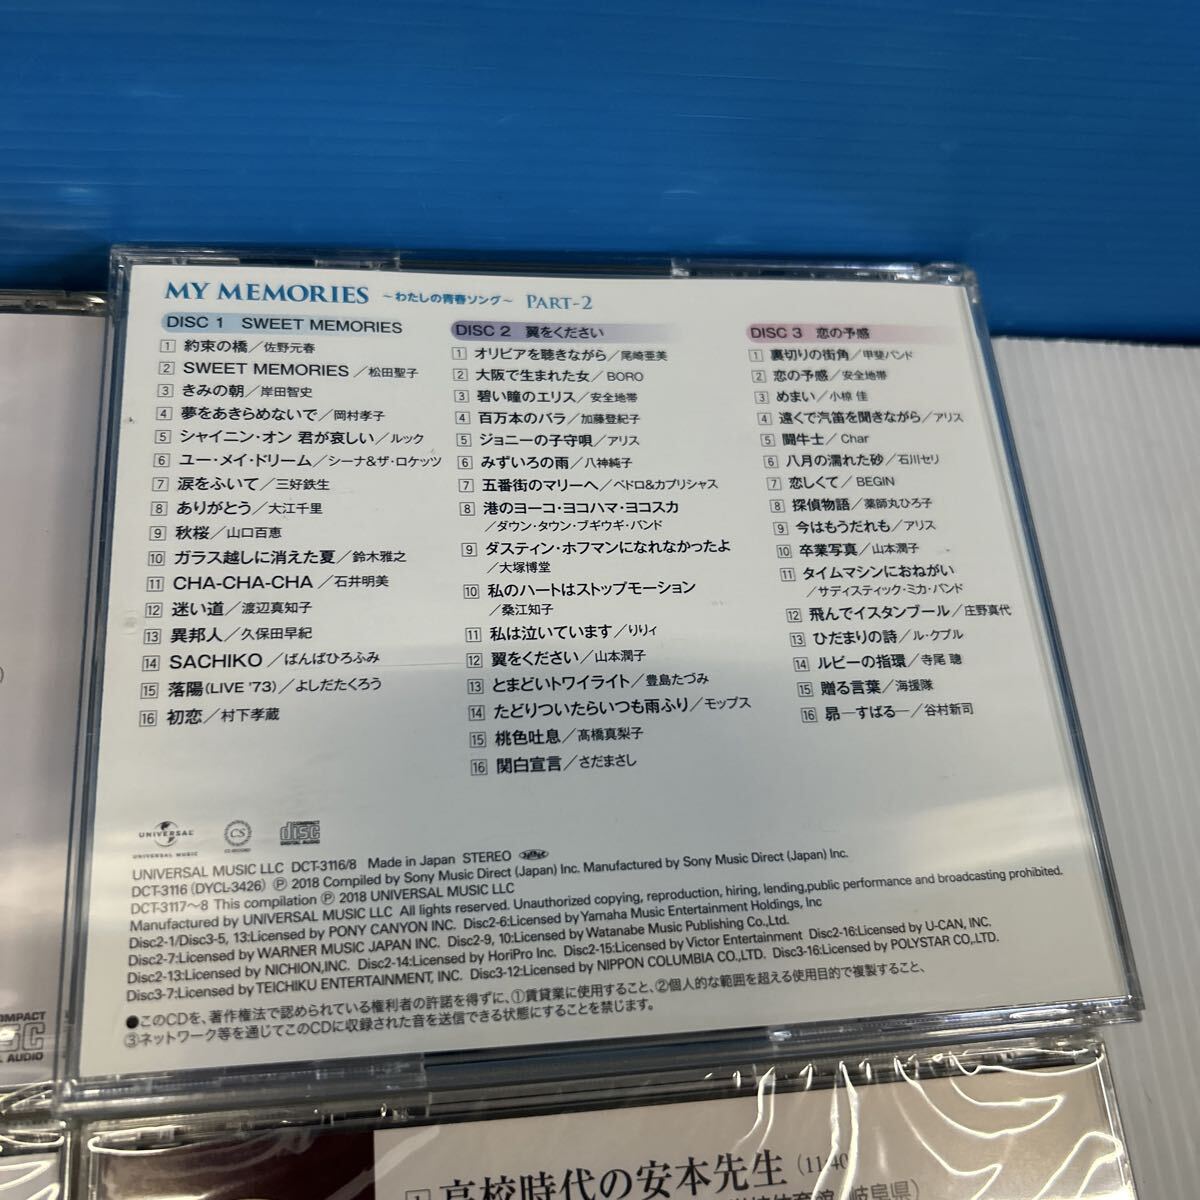 MY MEMORIES ～わたしの青春ソング～ PART-2
DISC 1 SWEET MEMORIES
1 約束の橋／佐野元春
2 SWEET MEMORIES／松田聖子
3 きみの朝／岸田智史
4 夢をあきらめないで／岡村孝子
5 シャイニン・オン 君が哀しい／ルック
6 ユー・メイ・ドリーム／シーナ&ザ・ロケッツ
7 涙をふいて／三好鉄生
8 ありがとう／大江千里
9 秋桜／山口百恵
10 ガラス越しに消えた夏／鈴木雅之
11 CHA-CHA-CHA／石井明美
12 迷い道／渡辺真知子
13 異邦人／久保田早紀
14 SACHIKO／ばんばひろふみ
15 落陽(LIVE '73)／よしだたくろう
16 初恋／村下孝蔵
DISC 2 翼をください
1 オリビアを聴きながら／尾崎亜美
2 大阪で生まれた女／BORO
3 碧い瞳のエリス／安全地帯
4 百万本のバラ／加藤登紀子
5 ジョニーの子守唄／アリス
6 みずいろの雨／八神純子
7 五番街のマリーへ／ペドロ&カプリシャス
8 港のヨーコ・ヨコハマ・ヨコスカ
／ダウン・タウン・ブギウギ・バンド
9 ダスティン・ホフマンになれなかったよ
／大塚博堂
10 私のハートはストップモーション
／桑江知子
11 私は泣いています／りりィ
12 翼をください／山本潤子
13 とまどいトワイライト／豊島たづみ
14 たどりついたらいつも雨ふり／モップス
15 桃色吐息／髙橋真梨子
16 関白宣言／さだまさし
DISC 3 恋の予感
1 裏切りの街角／甲斐バンド
2 恋の予感／安全地帯
3 めまい／小椋 佳
4 遠くで汽笛を聞きながら／アリス
5 闘牛士／Char
6 八月の濡れた砂／石川セリ
7 恋しくて／BEGIN
8 探偵物語／薬師丸ひろ子
9 今はもうだれも／アリス
10 卒業写真／山本潤子
11 タイムマシンにおねがい
／サディスティック・ミカ・バンド
12 飛んでイスタンブール／庄野真代
13 ひだまりの詩／ル・クプル
14 ルビーの指環／寺尾 聰
15 贈る言葉／海援隊
16 昴―すばる―／谷村新司
UNIVERSAL
UNIVERSAL MUSIC
CS
COMPACT disc DIGITAL AUDIO
UNIVERSAL MUSIC LLC DCT-3116/8 Made in Japan STEREO
DCT-3116 (DYCL-3426) Ⓟ 2018 Compiled by Sony Music Direct (Japan) Inc. Manufactured by Sony Music Direct (Japan) Inc.
DCT-3117～8 This compilation Ⓟ 2018 UNIVERSAL MUSIC LLC
Manufactured by UNIVERSAL MUSIC LLC All rights reserved. Unauthorized copying, reproduction, hiring, lending,public performance and broadcasting prohibited.
Disc2-1/Disc3-5, 13:Licensed by PONY CANYON INC. Disc2-6:Licensed by Yamaha Music Entertainment Holdings, Inc
Disc2-7:Licensed by WARNER MUSIC JAPAN INC. Disc2-9, 10:Licensed by Watanabe Music Publishing Co.,Ltd.
Disc2-13:Licensed by NICHION,INC. Disc2-14:Licensed by HoriPro Inc. Disc2-15:Licensed by Victor Entertainment Disc2-16:Licensed by U-CAN, INC.
Disc3-7:Licensed by TEICHIKU ENTERTAINMENT, INC. Disc3-12:Licensed by NIPPON COLUMBIA CO.,LTD. Disc3-16:Licensed by POLYSTAR CO.,LTD.
●このCDを、著作権法で認められている権利者の許諾を得ずに、①賃貸業に使用すること、②個人的な範囲を超える使用目的で複製すること、
③ネットワーク等を通じてこのCDに収録された音を送信できる状態にすることを禁じます。
1 高校時代の安本先生 (11:40
岐阜県)